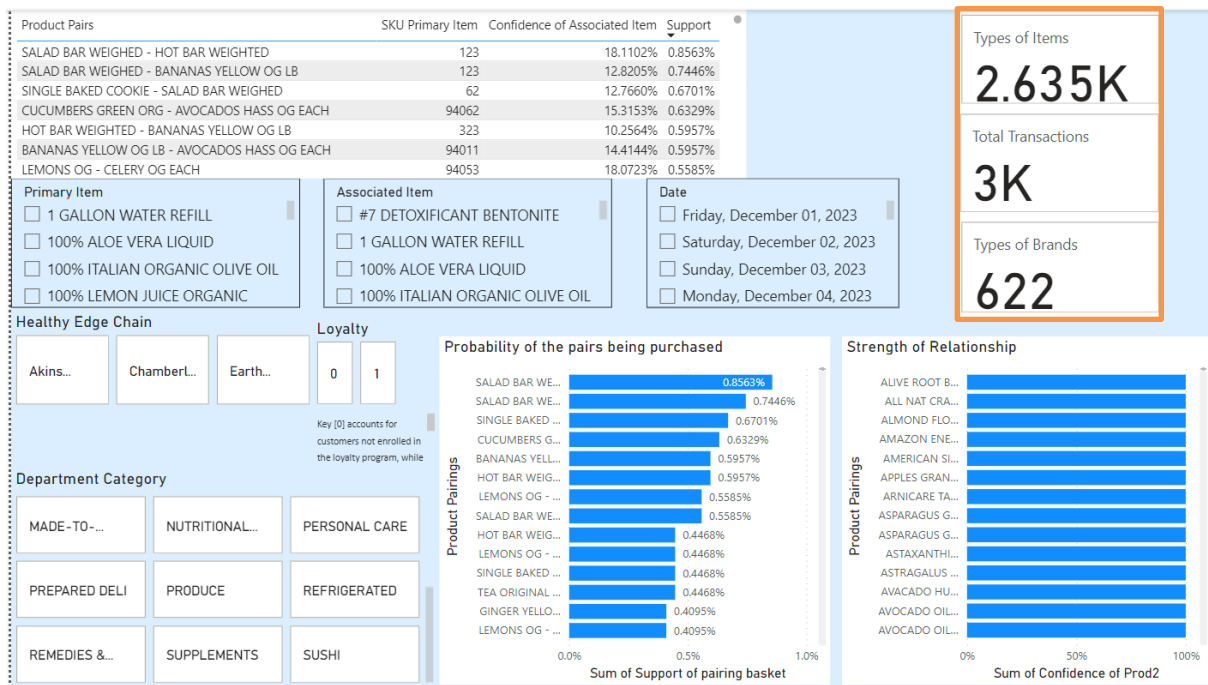 Product Pairs SKU Primary Item Confidence of Associated Item Support
SALAD BAR WEIGHED - HOT BAR WEIGHTED 123 18.1102% 0.8563%
SALAD BAR WEIGHED - BANANAS YELLOW OG LB 123 12.8205% 0.7446%
SINGLE BAKED COOKIE - SALAD BAR WEIGHED 62 12.7660% 0.6701%
CUCUMBERS GREEN ORG - AVOCADOS HASS OG EACH 94062 15.3153% 0.6329%
HOT BAR WEIGHTED - BANANAS YELLOW OG LB 323 10.2564% 0.5957%
BANANAS YELLOW OG LB - AVOCADOS HASS OG EACH 94011 14.4144% 0.5957%
LEMONS OG - CELERY OG EACH 94053 18.0723% 0.5585%
Types of Items
2.635K
Total Transactions
3K
Types of Brands
622
Primary Item
1 GALLON WATER REFILL
100% ALOE VERA LIQUID
100% ITALIAN ORGANIC OLIVE OIL
100% LEMON JUICE ORGANIC
Associated Item
#7 DETOXIFICANT BENTONITE
1 GALLON WATER REFILL
100% ALOE VERA LIQUID
100% ITALIAN ORGANIC OLIVE OIL
Date
Friday, December 01, 2023
Saturday, December 02, 2023
Sunday, December 03, 2023
Monday, December 04, 2023
Healthy Edge Chain
Akins...
Chamberl...
Earth...
Loyalty
0
1
Key [0] accounts for
customers not enrolled in
the loyalty program, while
Department Category
MADE-TO-...
NUTRITIONAL...
PERSONAL CARE
PREPARED DELI
PRODUCE
REFRIGERATED
REMEDIES &...
SUPPLEMENTS
SUSHI
Probability of the pairs being purchased
Product Pairings
SALAD BAR WE... 0.8563%
SALAD BAR WE... 0.7446%
SINGLE BAKED ... 0.6701%
CUCUMBERS G... 0.6329%
BANANAS YELL... 0.5957%
HOT BAR WEIG... 0.5957%
LEMONS OG - ... 0.5585%
SALAD BAR WE... 0.5585%
HOT BAR WEIG... 0.4468%
LEMONS OG - ... 0.4468%
SINGLE BAKED ... 0.4468%
TEA ORIGINAL ... 0.4468%
GINGER YELLO... 0.4095%
LEMONS OG - ... 0.4095%
0.0% 0.5% 1.0%
Sum of Support of pairing basket
Strength of Relationship
Product Pairings
ALIVE ROOT B...
ALL NAT CRA...
ALMOND FLO...
AMAZON ENE...
AMERICAN SI...
APPLES GRAN...
ARNICARE TA...
ASPARAGUS G...
ASPARAGUS G...
ASTAXANTHI...
ASTRAGALUS ...
AVACADO HU...
AVOCADO OIL...
AVOCADO OIL...
0% 50% 100%
Sum of Confidence of Prod2